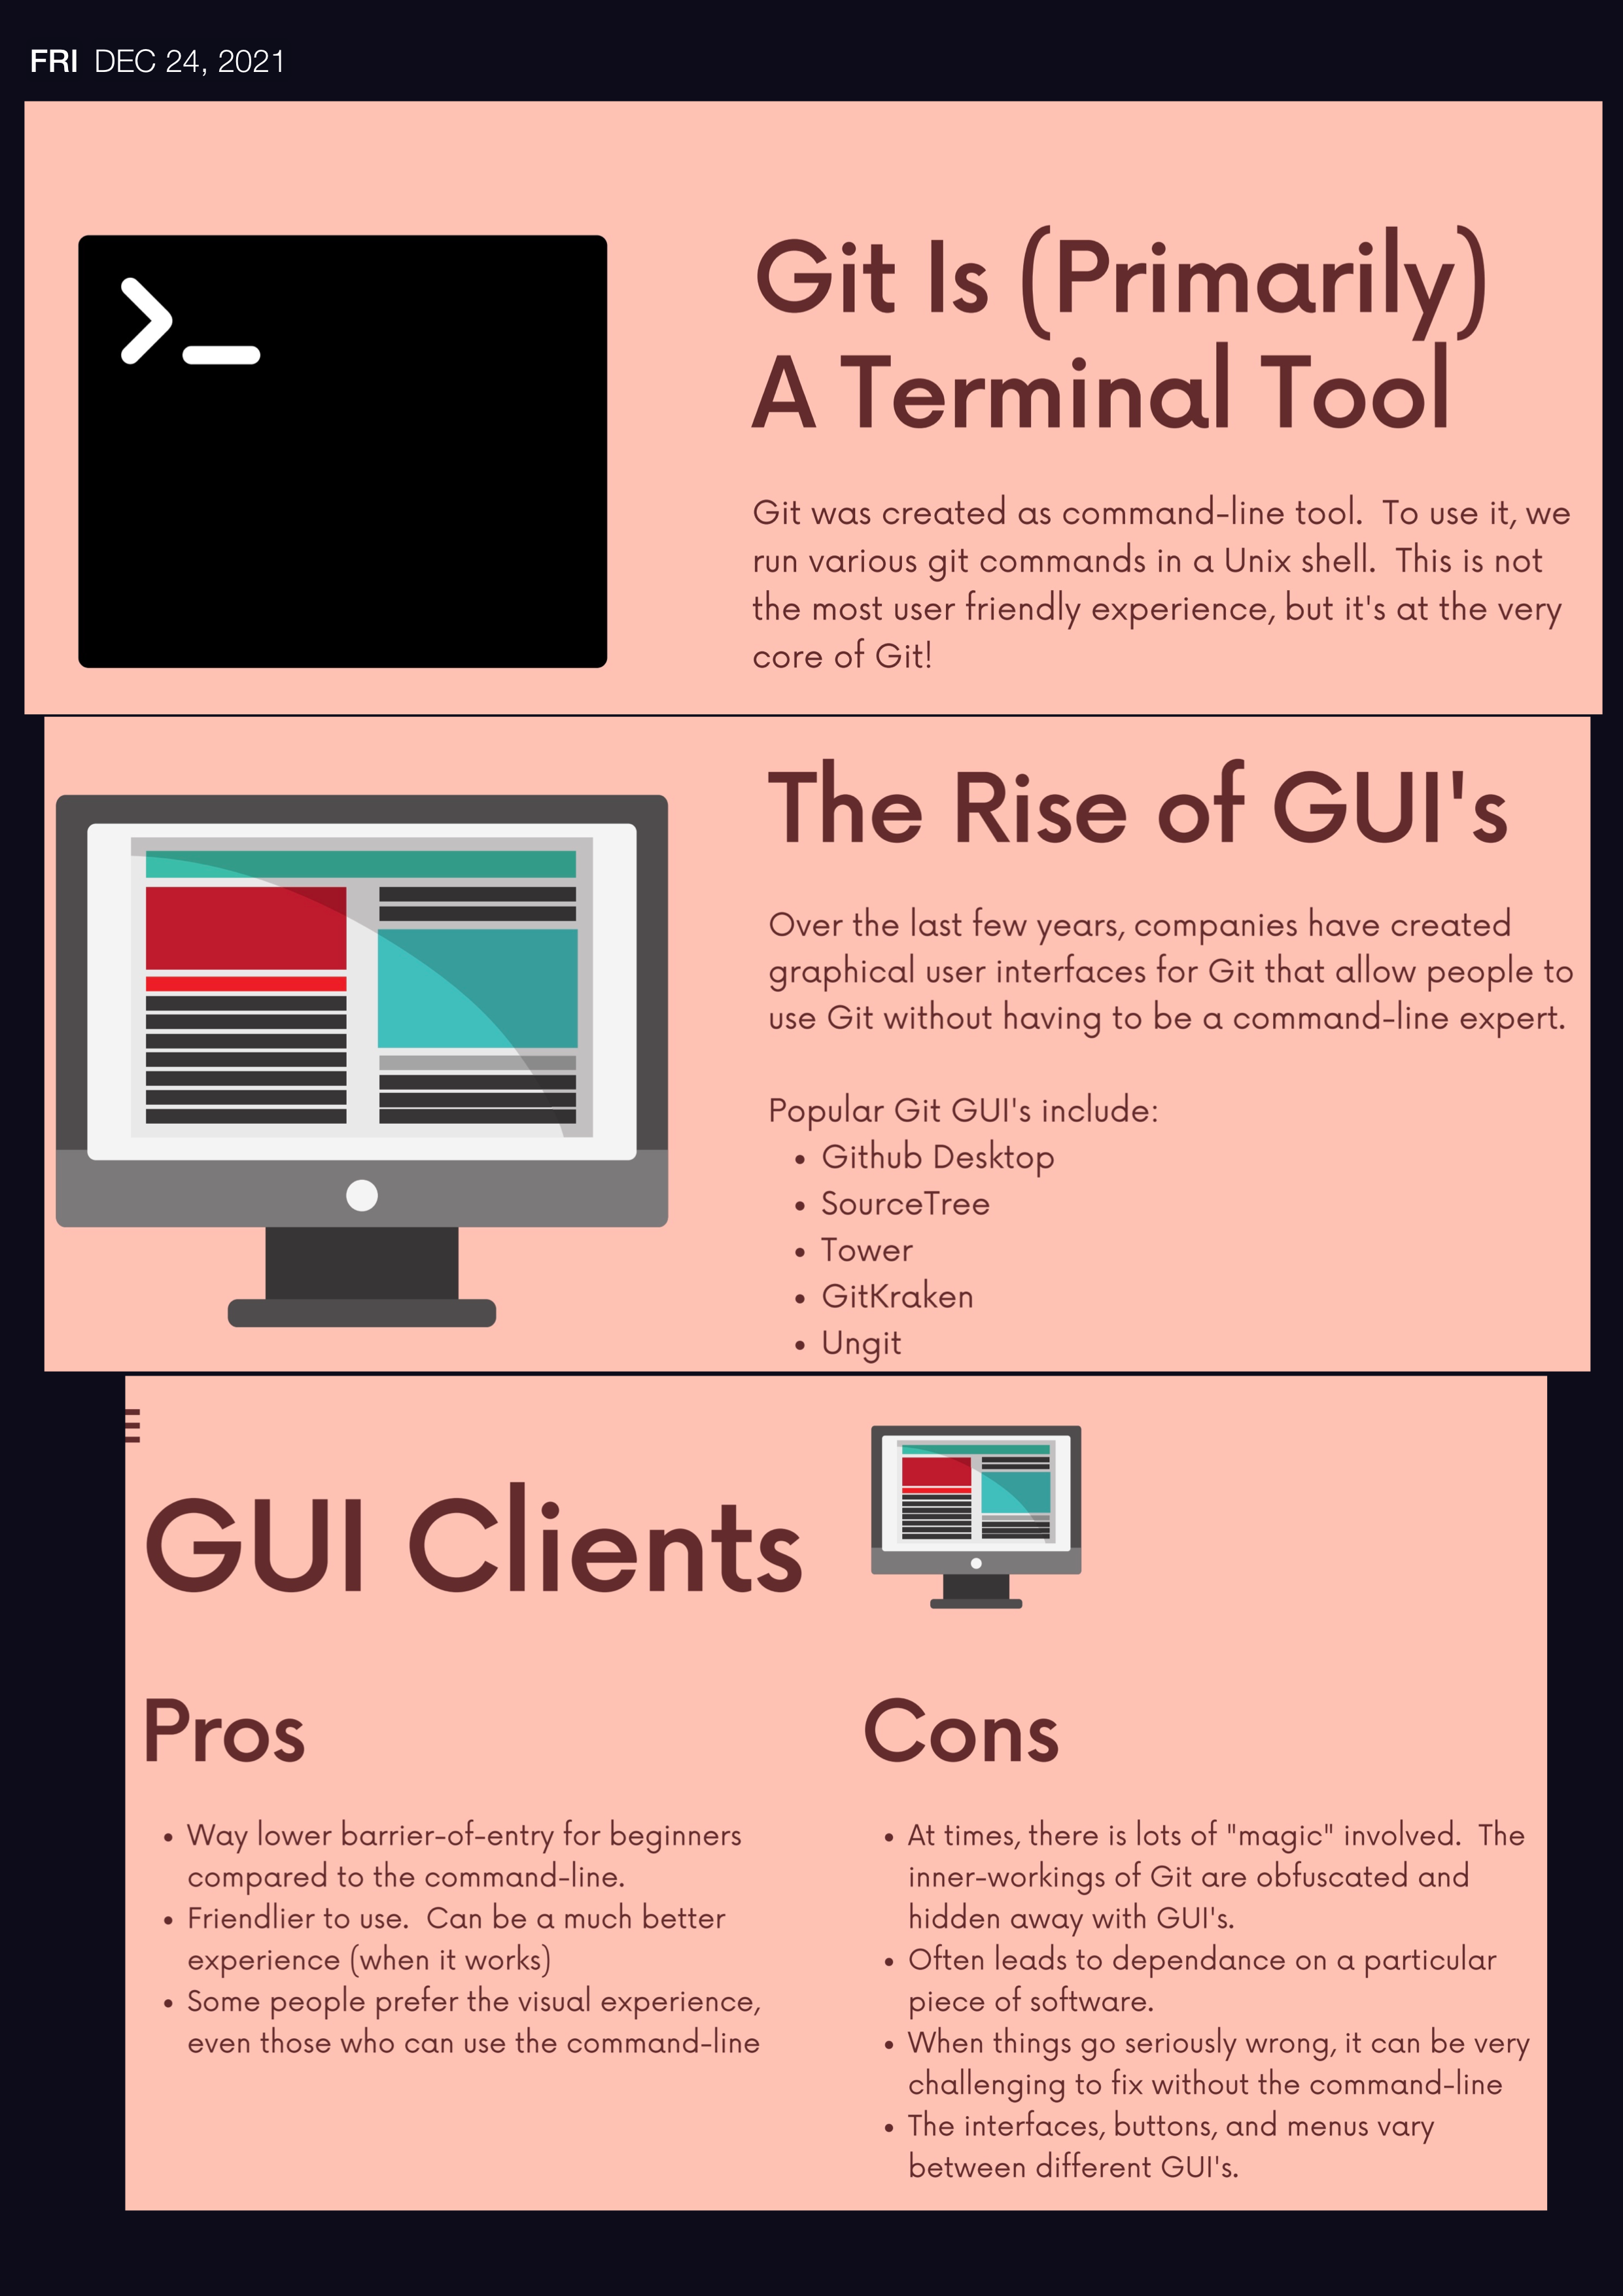 FRI DEC 24, 2021
>_
Git Is (Primarily)
A Terminal Tool
Git was created as command-line tool.  To use it, we
run various git commands in a Unix shell.  This is not
the most user friendly experience, but it's at the very
core of Git!
The Rise of GUI's
Over the last few years, companies have created
graphical user interfaces for Git that allow people to
use Git without having to be a command-line expert.
Popular Git GUI's include:
• Github Desktop
• SourceTree
• Tower
• GitKraken
• Ungit
GUI Clients
Pros
• Way lower barrier-of-entry for beginners
compared to the command-line.
• Friendlier to use.  Can be a much better
experience (when it works)
• Some people prefer the visual experience,
even those who can use the command-line
Cons
• At times, there is lots of "magic" involved.  The
inner-workings of Git are obfuscated and
hidden away with GUI's.
• Often leads to dependance on a particular
piece of software.
• When things go seriously wrong, it can be very
challenging to fix without the command-line
• The interfaces, buttons, and menus vary
between different GUI's.